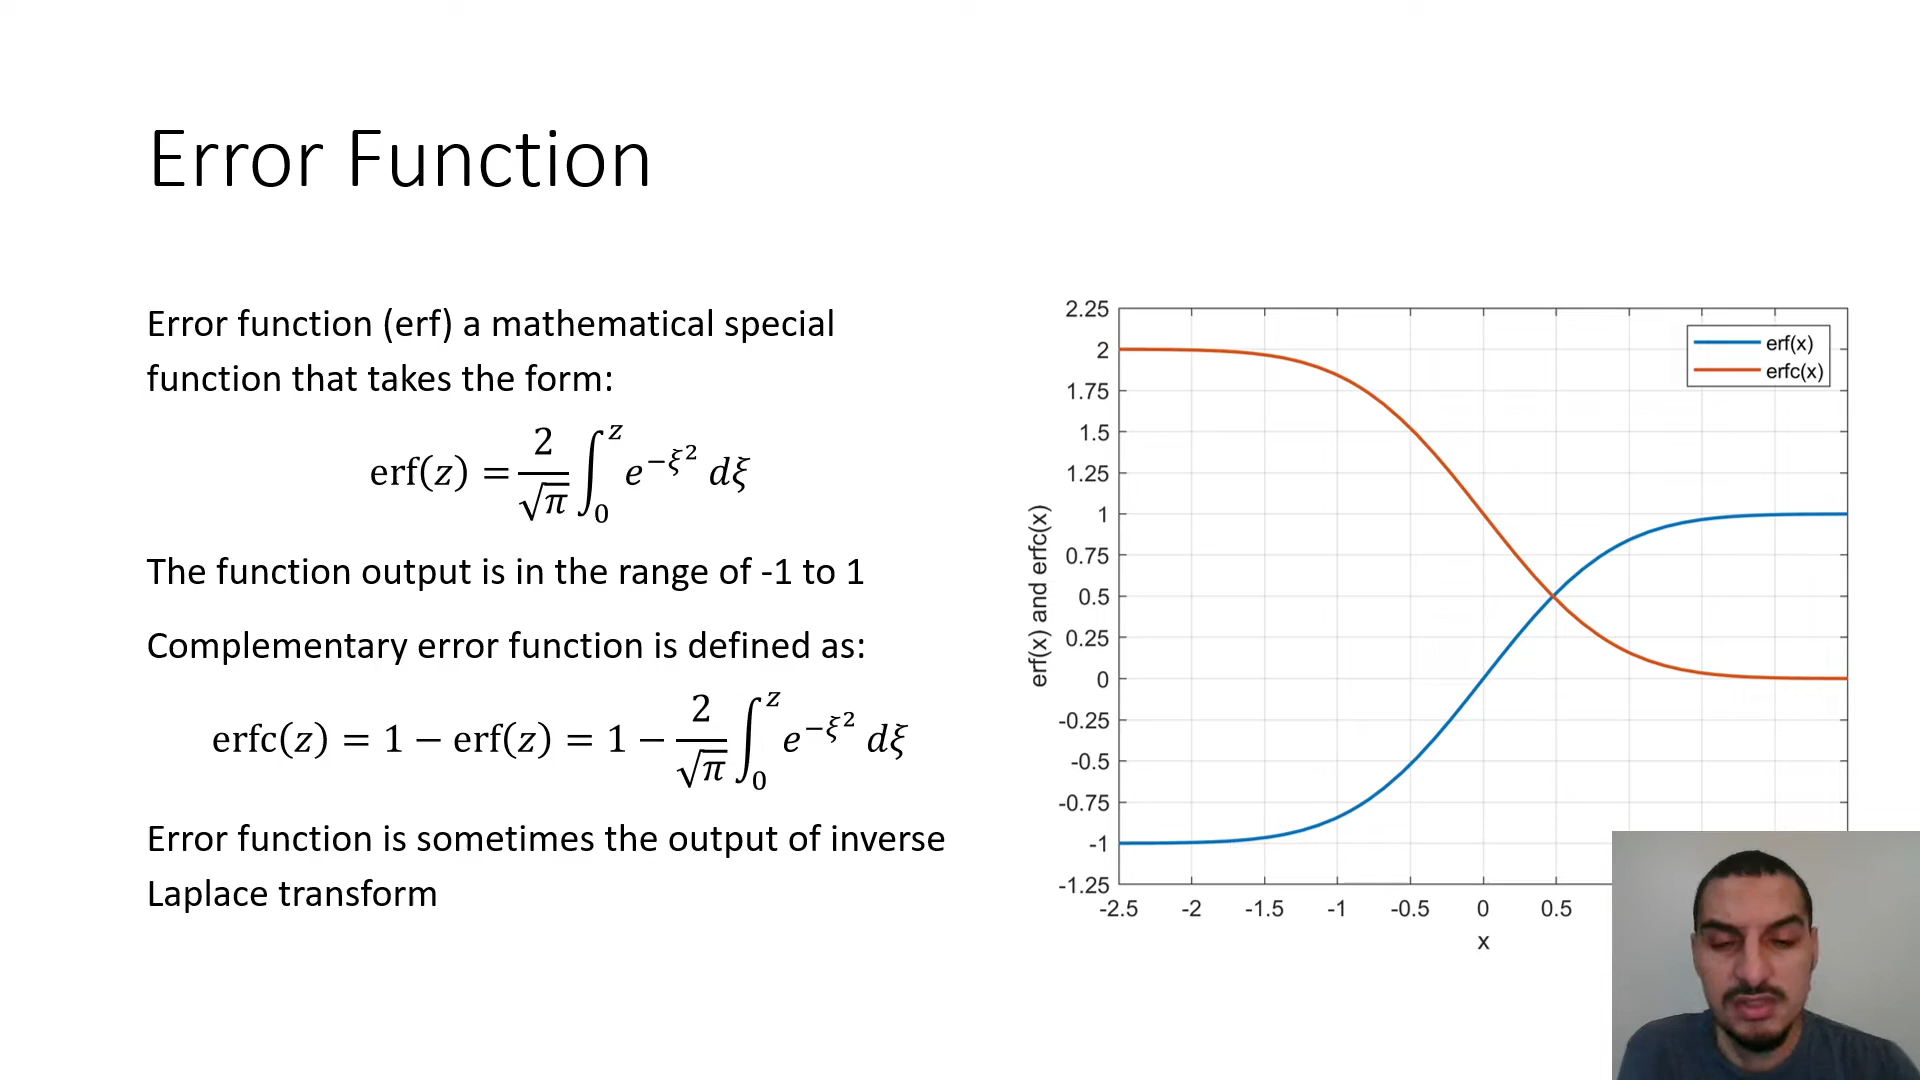 Error Function
Error function (erf) a mathematical special
function that takes the form:
erf(z) = 2/√π ∫₀ᶻ e^(−ξ²) dξ
The function output is in the range of -1 to 1
Complementary error function is defined as:
erfc(z) = 1 − erf(z) = 1 − 2/√π ∫₀ᶻ e^(−ξ²) dξ
Error function is sometimes the output of inverse
Laplace transform
erf(x) and erfc(x)
2.25
2
1.75
1.5
1.25
1
0.75
0.5
0.25
0
-0.25
-0.5
-0.75
-1
-1.25
-2.5 -2 -1.5 -1 -0.5 0 0.5
x
erf(x)
erfc(x)